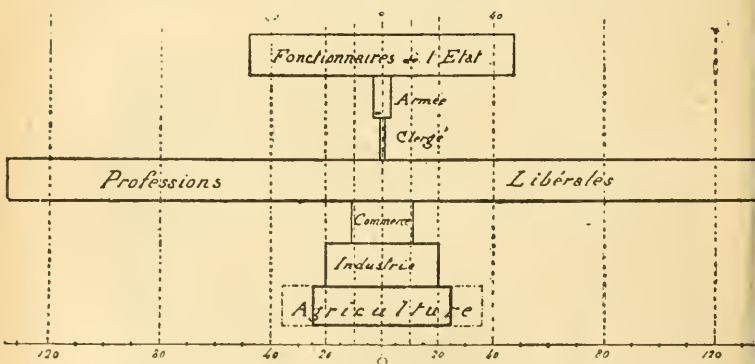 0 40
Fonctionnaires de l'Etat
Armée
Clergé
Professions Libérales
Commerce
Industrie
Agriculture
120 80 40 20 0 20 40 80 120